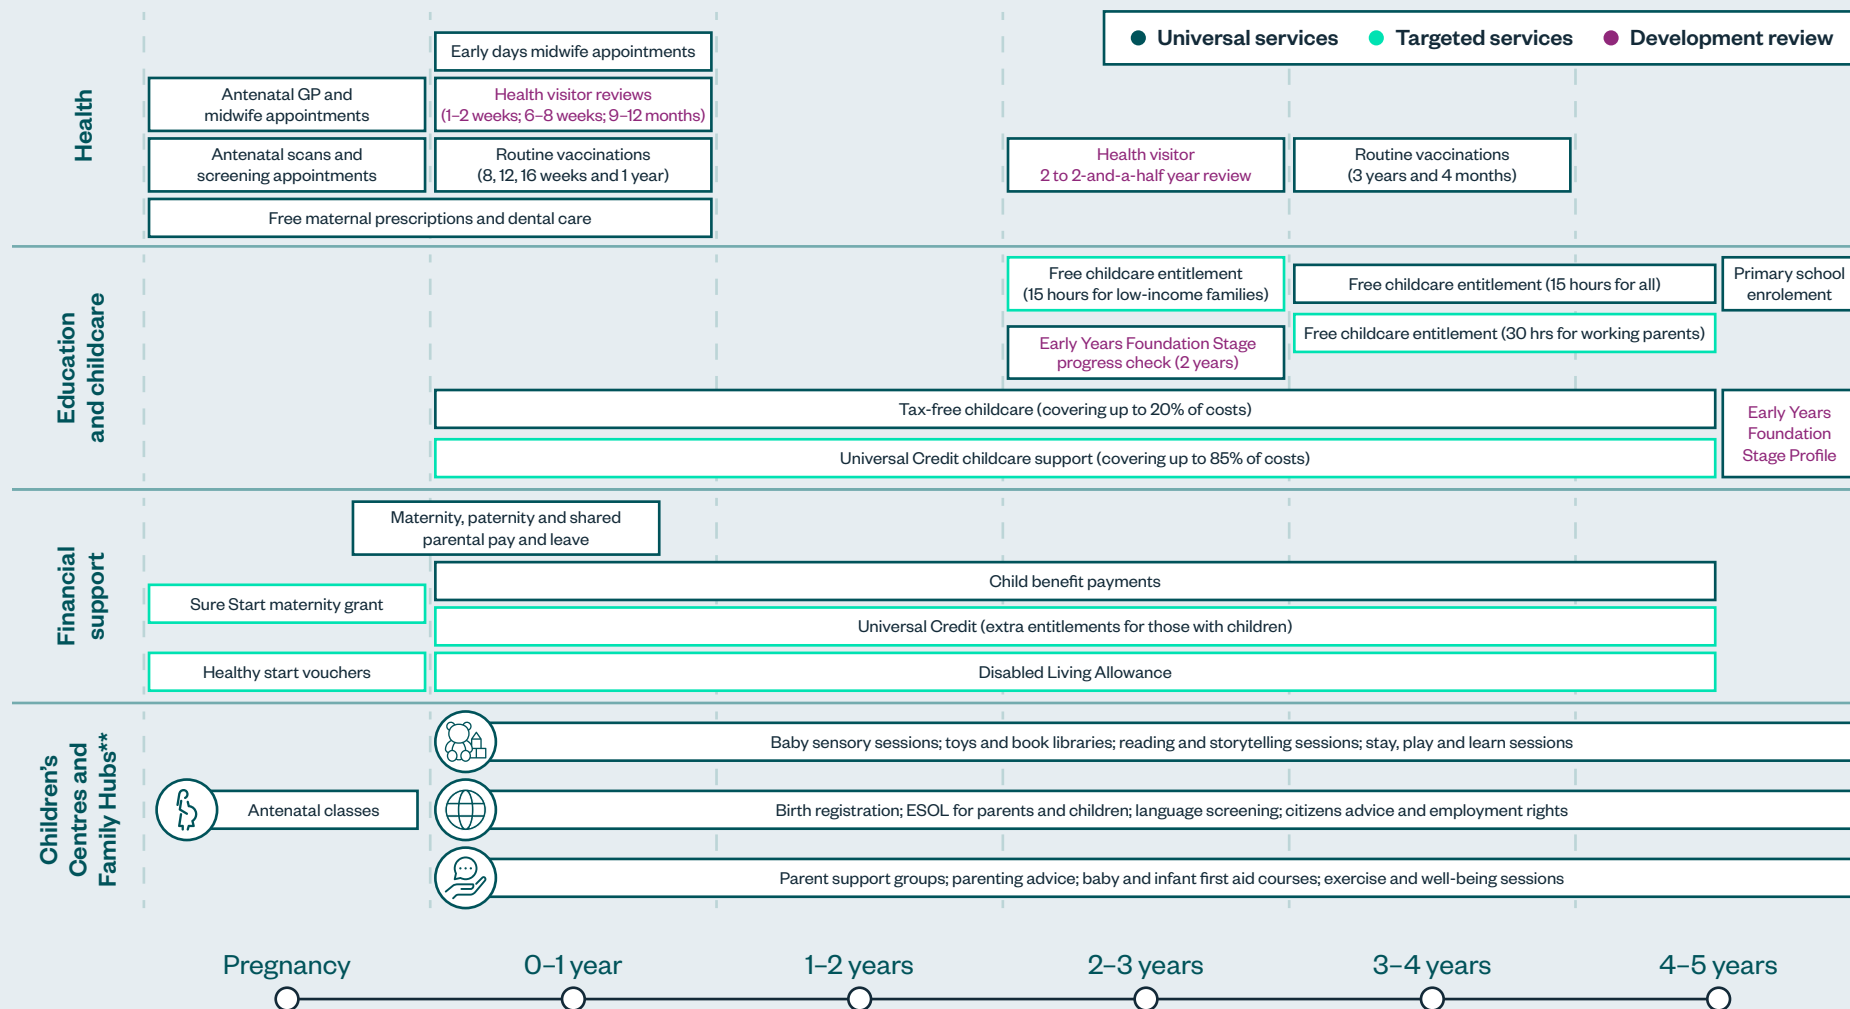 Universal services
Targeted services
Development review
Health
Early days midwife appointments
Antenatal GP and
midwife appointments
Health visitor reviews
(1–2 weeks; 6–8 weeks; 9–12 months)
Antenatal scans and
screening appointments
Routine vaccinations
(8, 12, 16 weeks and 1 year)
Health visitor
2 to 2-and-a-half year review
Routine vaccinations
(3 years and 4 months)
Free maternal prescriptions and dental care
Education
and childcare
Free childcare entitlement
(15 hours for low-income families)
Free childcare entitlement (15 hours for all)
Primary school
enrolement
Free childcare entitlement (30 hrs for working parents)
Early Years Foundation Stage
progress check (2 years)
Tax-free childcare (covering up to 20% of costs)
Early Years
Foundation
Stage Profile
Universal Credit childcare support (covering up to 85% of costs)
Financial
support
Maternity, paternity and shared
parental pay and leave
Child benefit payments
Sure Start maternity grant
Universal Credit (extra entitlements for those with children)
Healthy start vouchers
Disabled Living Allowance
Children's
Centres and
Family Hubs**
Baby sensory sessions; toys and book libraries; reading and storytelling sessions; stay, play and learn sessions
Antenatal classes
Birth registration; ESOL for parents and children; language screening; citizens advice and employment rights
Parent support groups; parenting advice; baby and infant first aid courses; exercise and well-being sessions
Pregnancy
0–1 year
1–2 years
2–3 years
3–4 years
4–5 years